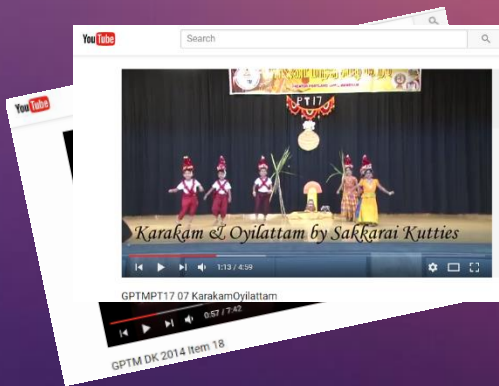 YouTube
Search
PT17
Karakam & Oyilattam by Sakkarai Kutties
1:13 / 4:59
GPTMPT17 07 KarakamOyilattam
YouTube
0:57 / 7:42
GPTM DK 2014 Item 18